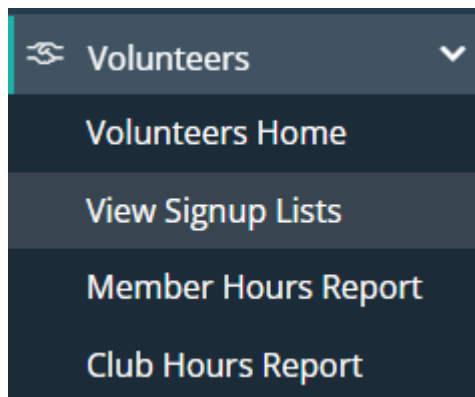 Volunteers
Volunteers Home
View Signup Lists
Member Hours Report
Club Hours Report